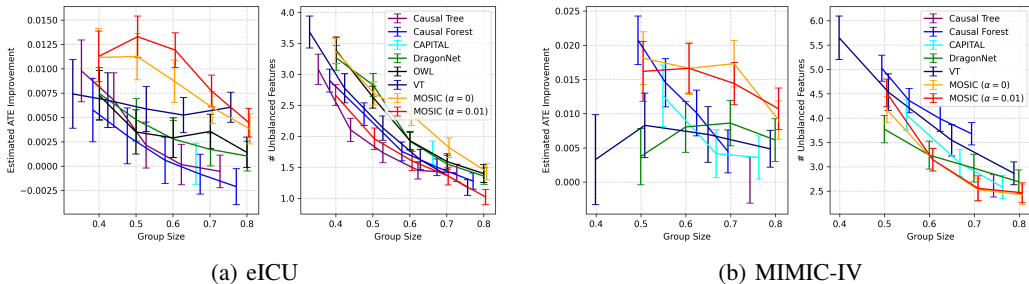 0.0150
0.0125
0.0100
0.0075
0.0050
0.0025
0.0000
−0.0025
Estimated ATE Improvement
0.4 0.5 0.6 0.7 0.8
Group Size
4.0
3.5
3.0
2.5
2.0
1.5
1.0
# Unbalanced Features
0.4 0.5 0.6 0.7 0.8
Group Size
Causal Tree
Causal Forest
CAPITAL
DragonNet
OWL
VT
MOSIC (α = 0)
MOSIC (α = 0.01)
(a) eICU
0.025
0.020
0.015
0.010
0.005
0.000
Estimated ATE Improvement
0.4 0.5 0.6 0.7 0.8
Group Size
6.0
5.5
5.0
4.5
4.0
3.5
3.0
2.5
# Unbalanced Features
0.4 0.5 0.6 0.7 0.8
Group Size
Causal Tree
Causal Forest
CAPITAL
DragonNet
VT
MOSIC (α = 0)
MOSIC (α = 0.01)
(b) MIMIC-IV